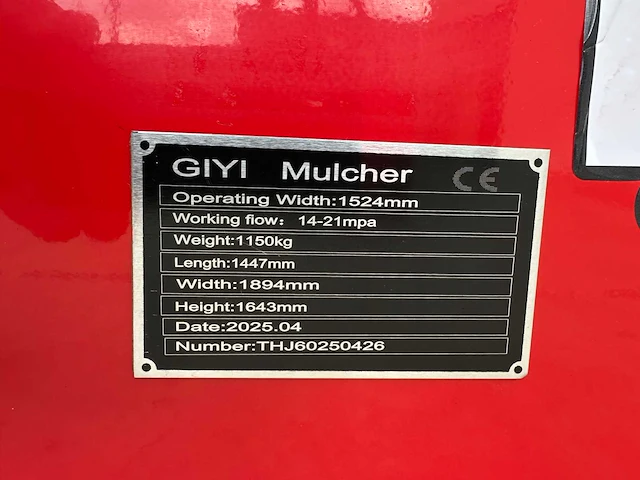 GIYI Mulcher CE
Operating Width:1524mm
Working fiow: 14-21mpa
Weight:1150kg
Length:1447mm
Width:1894mm
Height:1643mm
Date:2025.04
Number:THJ60250426